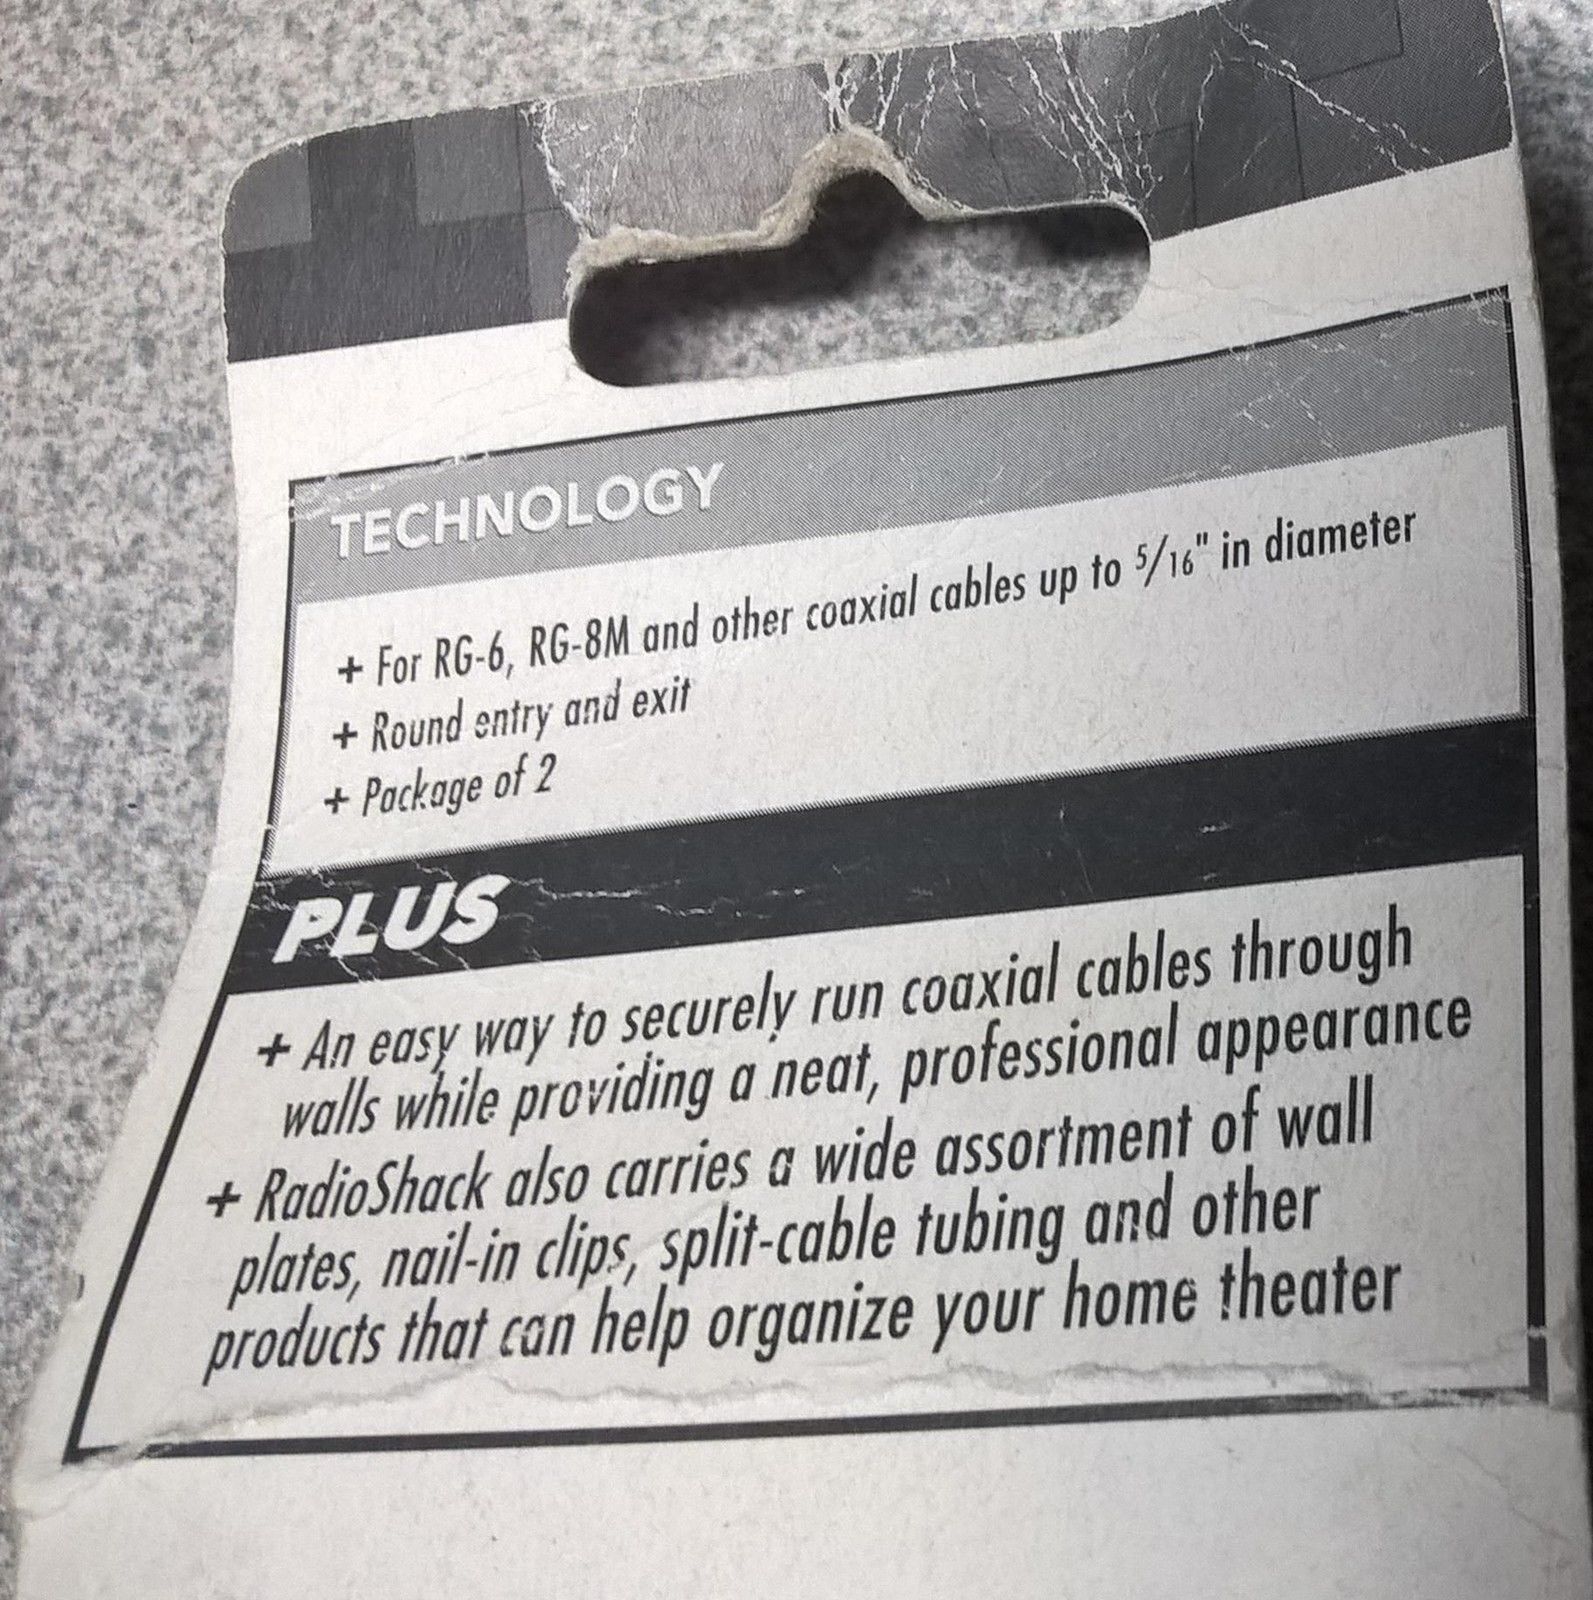 TECHNOLOGY
+ For RG-6, RG-8M and other coaxial cables up to 5/16" in diameter
+ Round entry and exit
+ Package of 2
PLUS
+ An easy way to securely run coaxial cables through
walls while providing a neat, professional appearance
+ RadioShack also carries a wide assortment of wall
plates, nail-in clips, split-cable tubing and other
products that can help organize your home theater